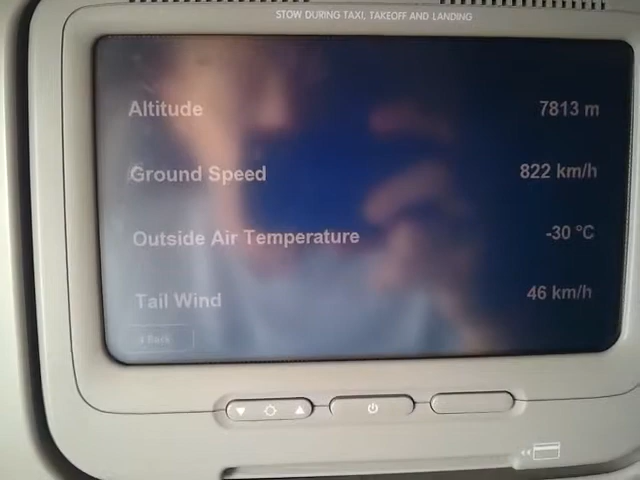 STOW DURING TAXI, TAKEOFF AND LANDING
Altitude 7813 m
Ground Speed 822 km/h
Outside Air Temperature -30 °C
Tail Wind 46 km/h
Back